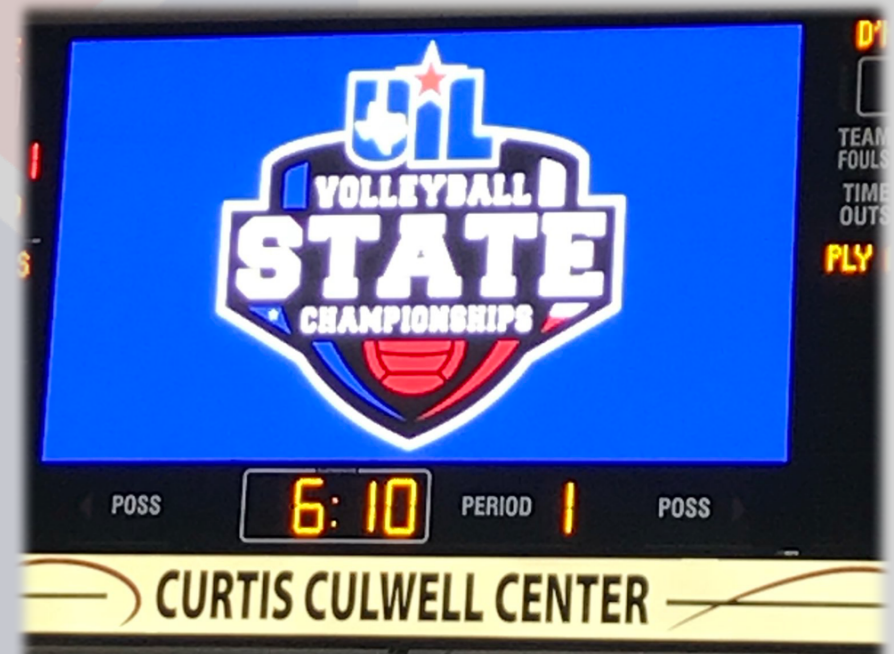 UIL
VOLLEYBALL
STATE
CHAMPIONSHIPS
TEAM
FOULS
TIME
OUTS
PLY
POSS
6:10
PERIOD 1
POSS
CURTIS CULWELL CENTER